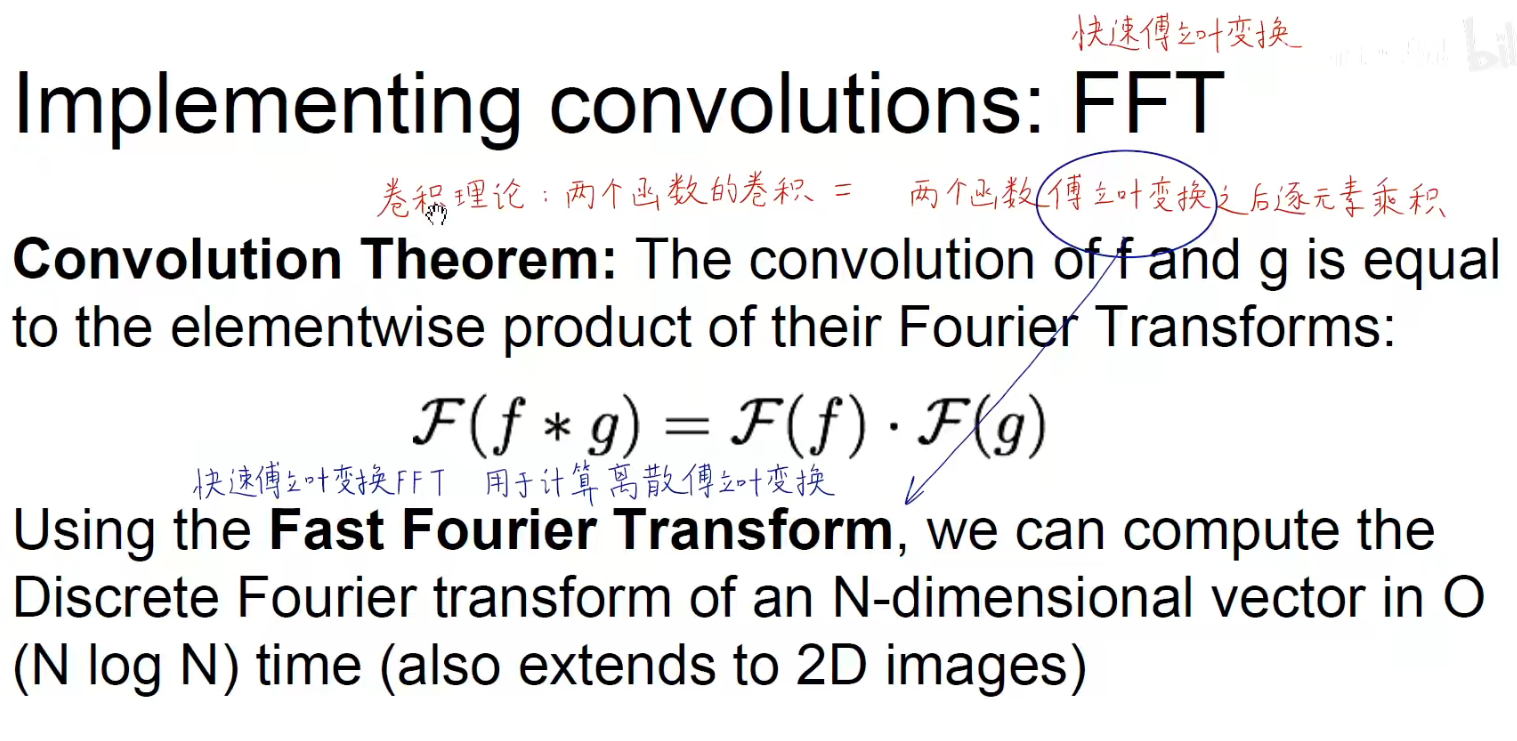 快速傅立叶变换
bil
Implementing convolutions: FFT
卷积理论：两个函数的卷积 = 两个函数傅立叶变换之后逐元素乘积
Convolution Theorem: The convolution of f and g is equal
to the elementwise product of their Fourier Transforms:
ℱ(f * g) = ℱ(f) · ℱ(g)
快速傅立叶变换FFT 用于计算离散傅立叶变换
Using the Fast Fourier Transform, we can compute the
Discrete Fourier transform of an N-dimensional vector in O
(N log N) time (also extends to 2D images)